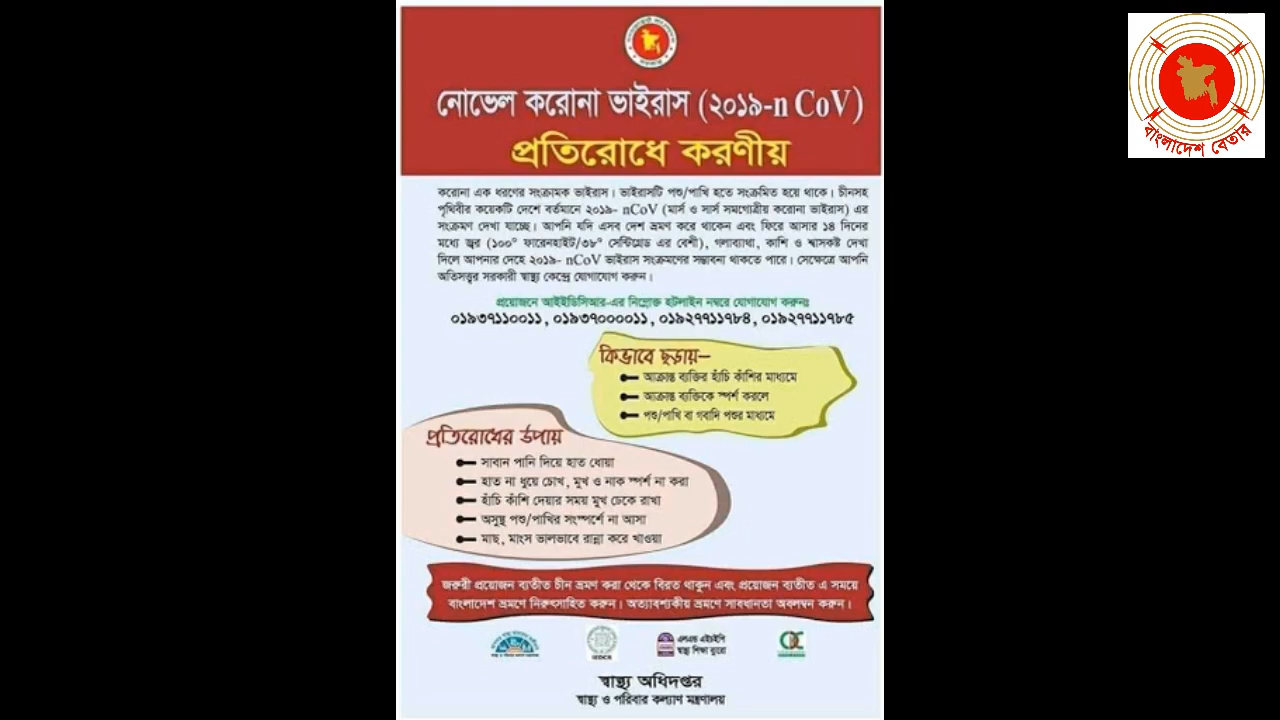 নোভেল করোনা ভাইরাস (২০১৯-n CoV)
প্রতিরোধে করণীয়
করোনা এক ধরণের সংক্রামক ভাইরাস। ভাইরাসটি পশু/পাখি হতে সংক্রমিত হয়ে থাকে। চীনসহ
পৃথিবীর কয়েকটি দেশে বর্তমানে ২০১৯- nCoV (মার্স ও সার্স সমগোত্রীয় করোনা ভাইরাস) এর
সংক্রমণ দেখা যাচ্ছে। আপনি যদি এসব দেশ ভ্রমণ করে থাকেন এবং ফিরে আসার ১৪ দিনের
মধ্যে জ্বর (১০০° ফারেনহাইট/৩৮° সেন্টিগ্রেড এর বেশী), গলাব্যাথা, কাশি ও শ্বাসকষ্ট দেখা
দিলে আপনার দেহে ২০১৯- nCoV ভাইরাস সংক্রমণের সম্ভাবনা থাকতে পারে। সেক্ষেত্রে আপনি
অতিসত্ত্বর সরকারী স্বাস্থ্য কেন্দ্রে যোগাযোগ করুন।
প্রয়োজনে আইইডিসিআর-এর নিম্নোক্ত হটলাইন নম্বরে যোগাযোগ করুনঃ
০১৯৩৭১১০০১১, ০১৯৩৭০০০০১১, ০১৯২৭৭১১৭৮৪, ০১৯২৭৭১১৭৮৫
কিভাবে ছড়ায়–
আক্রান্ত ব্যক্তির হাঁচি কাঁশির মাধ্যমে
আক্রান্ত ব্যক্তিকে স্পর্শ করলে
পশু/পাখি বা গবাদি পশুর মাধ্যমে
প্রতিরোধের উপায়
সাবান পানি দিয়ে হাত ধোয়া
হাত না ধুয়ে চোখ, মুখ ও নাক স্পর্শ না করা
হাঁচি কাঁশি দেয়ার সময় মুখ ঢেকে রাখা
অসুস্থ পশু/পাখির সংস্পর্শে না আসা
মাছ, মাংস ভালভাবে রান্না করে খাওয়া
জরুরী প্রয়োজন ব্যতীত চীন ভ্রমণ করা থেকে বিরত থাকুন এবং প্রয়োজন ব্যতীত এ সময়ে
বাংলাদেশ ভ্রমণে নিরুৎসাহিত করুন। অত্যাবশ্যকীয় ভ্রমণে সাবধানতা অবলম্বন করুন।
এলএন্ড এইচইপি
স্বাস্থ্য শিক্ষা ব্যুরো
স্বাস্থ্য অধিদপ্তর
স্বাস্থ্য ও পরিবার কল্যাণ মন্ত্রণালয়
বাংলাদেশ বেতার